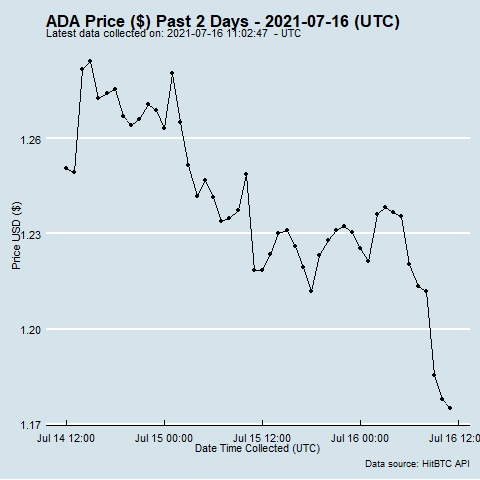 ADA Price ($) Past 2 Days - 2021-07-16 (UTC)
Latest data collected on: 2021-07-16 11:02:47 - UTC
1.26
1.23
1.20
1.17
Price USD ($)
Jul 14 12:00 Jul 15 00:00 Jul 15 12:00 Jul 16 00:00 Jul 16 12:00
Date Time Collected (UTC)
Data source: HitBTC API